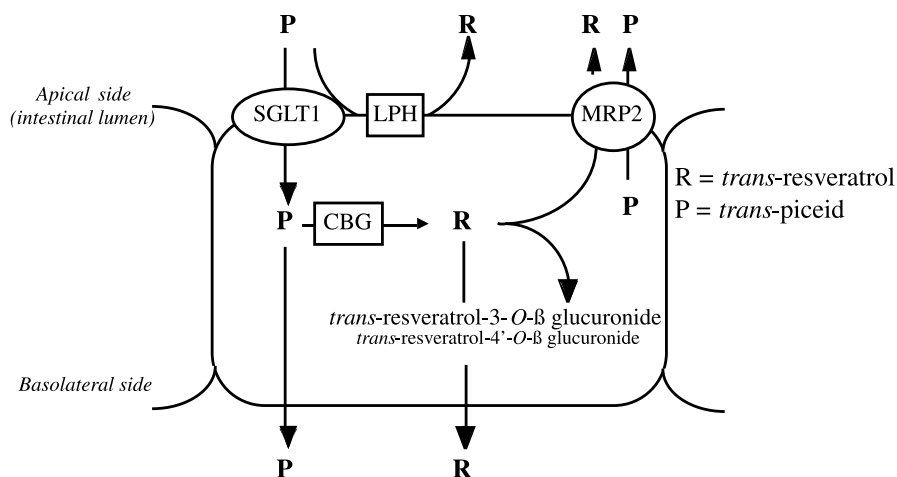 P
R
R P
Apical side
(intestinal lumen)
SGLT1
LPH
MRP2
R = trans-resveratrol
P = trans-piceid
P
P
CBG
R
trans-resveratrol-3-O-ß glucuronide
trans-resveratrol-4’-O-ß glucuronide
Basolateral side
P
R